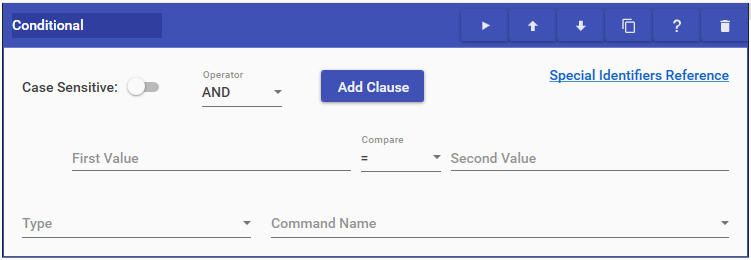 Conditional
?
Special Identifiers Reference
Operator
Case Sensitive: AND Add Clause
Compare
First Value = Second Value
Type Command Name